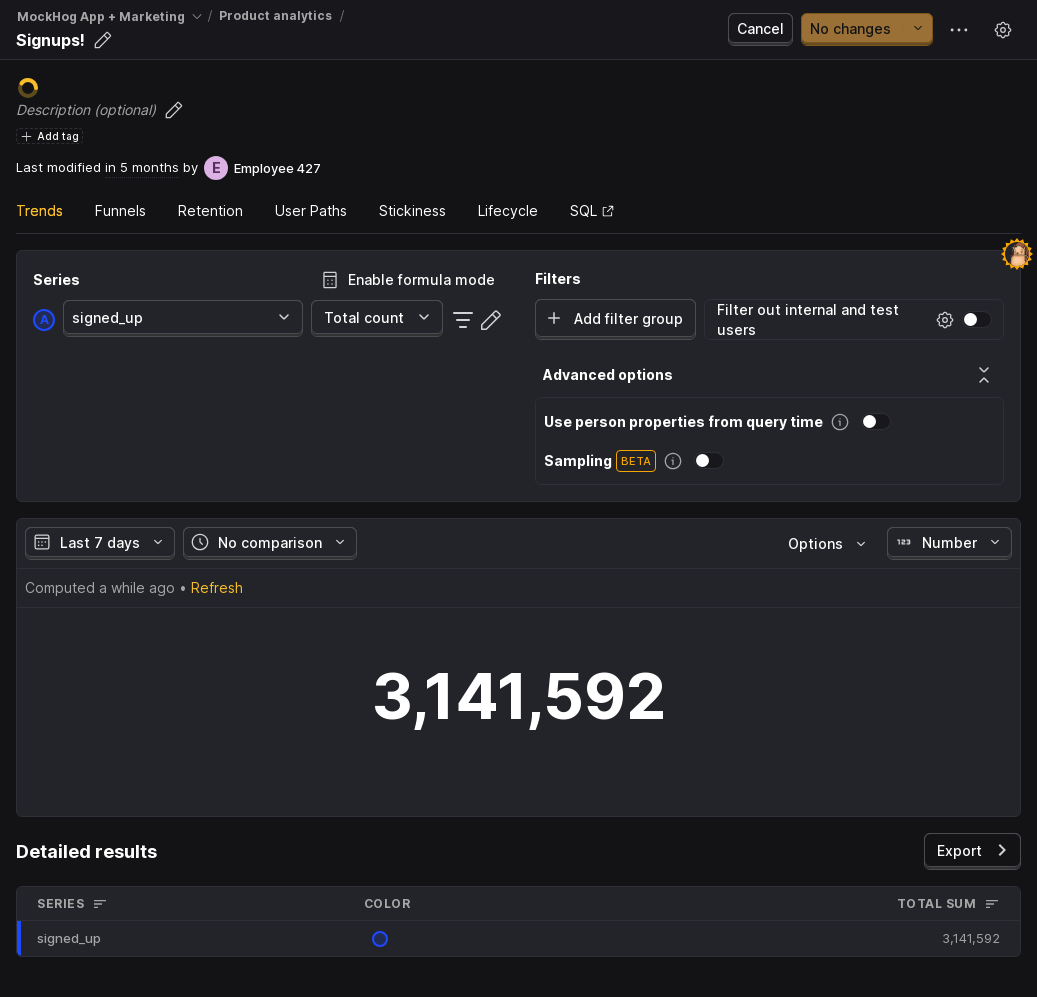 MockHog App + Marketing / Product analytics /
Signups!
Cancel
No changes
Description (optional)
Add tag
Last modified in 5 months by E Employee 427
Trends Funnels Retention User Paths Stickiness Lifecycle SQL
Series
Enable formula mode
A signed_up Total count
Filters
Add filter group
Filter out internal and test
users
Advanced options
Use person properties from query time
Sampling BETA
Last 7 days No comparison Options 123 Number
Computed a while ago • Refresh
3,141,592
Detailed results
Export
SERIES COLOR TOTAL SUM
signed_up 3,141,592